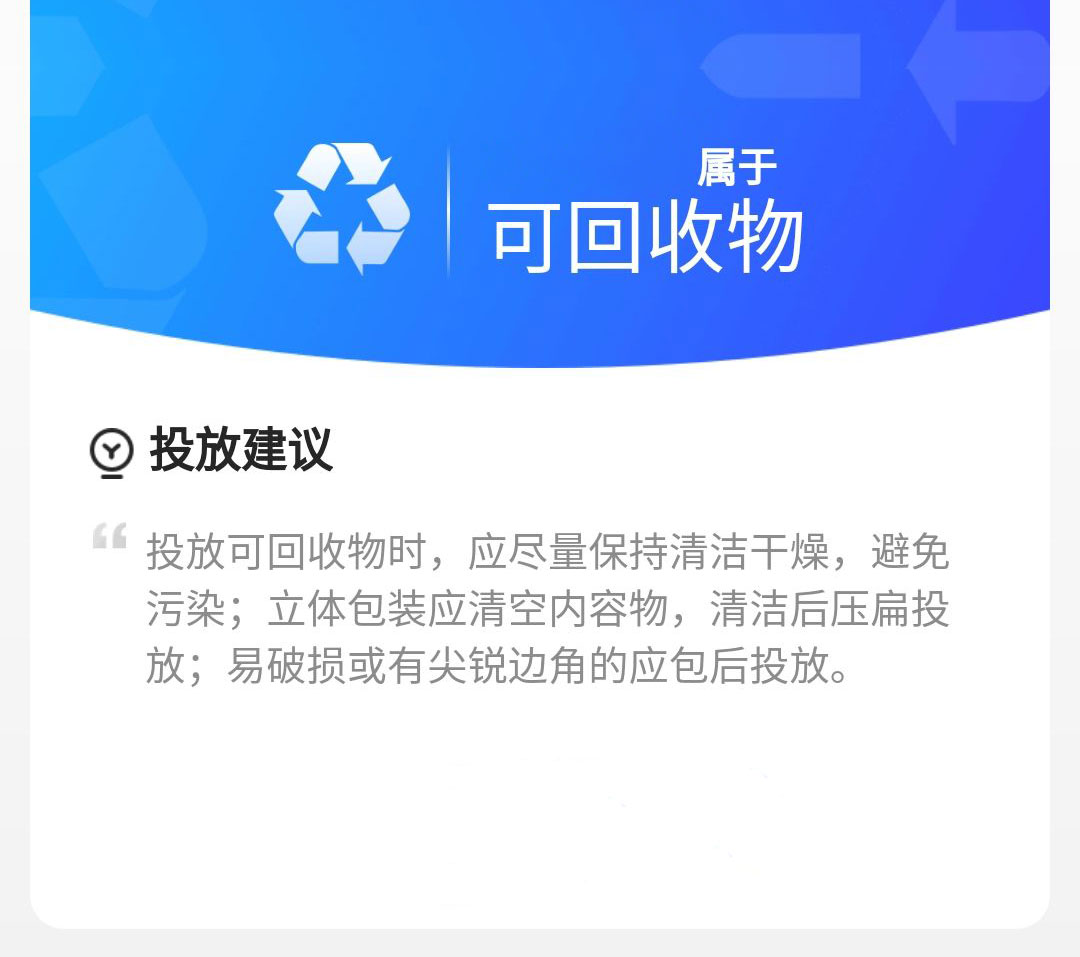 属于
可回收物
投放建议
投放可回收物时，应尽量保持清洁干燥，避免
污染；立体包装应清空内容物，清洁后压扁投
放；易破损或有尖锐边角的应包后投放。